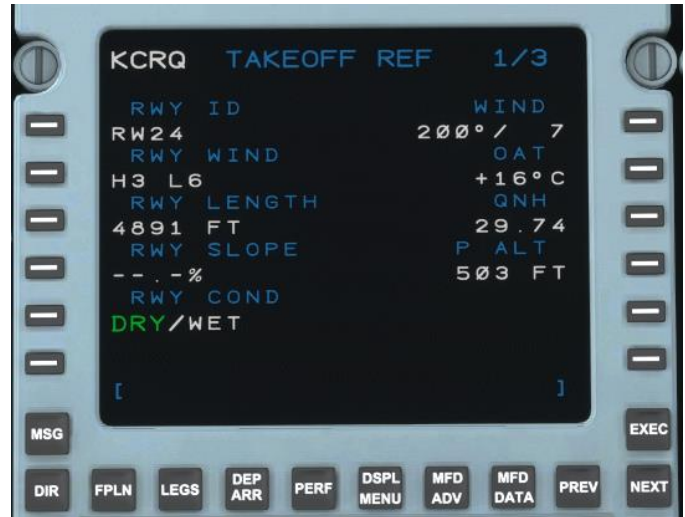 KCRQ TAKEOFF REF 1/3
RWY ID WIND
RW24 200°/ 7
RWY WIND OAT
H3 L6 +16°C
RWY LENGTH QNH
4891 FT 29.74
RWY SLOPE P ALT
--.-% 503 FT
RWY COND
DRY/WET
[ ]
MSG EXEC
DIR FPLN LEGS DEP ARR PERF DSPL MENU MFD ADV MFD DATA PREV NEXT